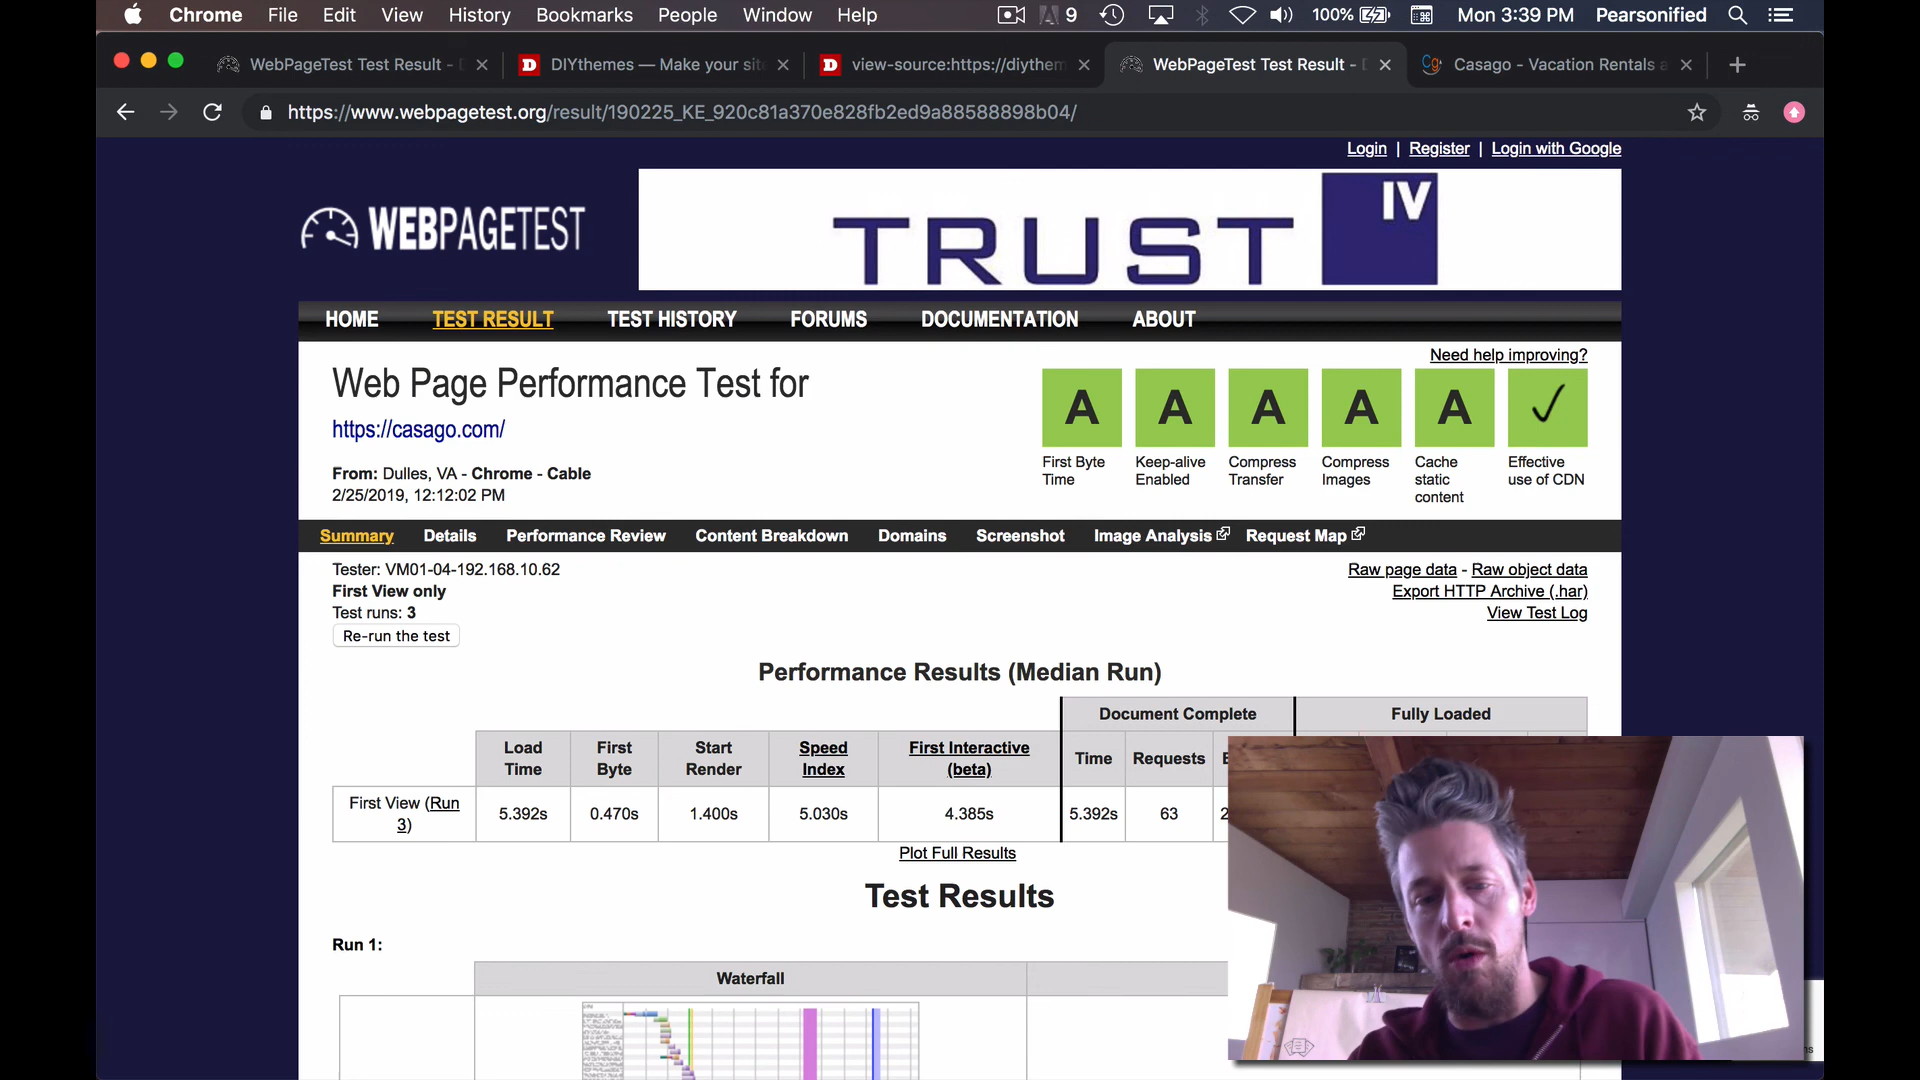 Chrome File Edit View History Bookmarks People Window Help 9 100% Mon 3:39 PM Pearsonified
WebPageTest Test Result - D DIYthemes — Make your site view-source:https://diythem WebPageTest Test Result - D Casago - Vacation Rentals a
https://www.webpagetest.org/result/190225_KE_920c81a370e828fb2ed9a88588898b04/
Login | Register | Login with Google
WEBPAGETEST
TRUST IV
HOME TEST RESULT TEST HISTORY FORUMS DOCUMENTATION ABOUT
Need help improving?
Web Page Performance Test for
https://casago.com/
From: Dulles, VA - Chrome - Cable
2/25/2019, 12:12:02 PM
A A A A A
First Byte Time
Keep-alive Enabled
Compress Transfer
Compress Images
Cache static content
Effective use of CDN
Summary Details Performance Review Content Breakdown Domains Screenshot Image Analysis Request Map
Tester: VM01-04-192.168.10.62
First View only
Test runs: 3
Re-run the test
Raw page data - Raw object data
Export HTTP Archive (.har)
View Test Log
Performance Results (Median Run)
Document Complete Fully Loaded
Load Time First Byte Start Render Speed Index First Interactive (beta) Time Requests
First View (Run 3) 5.392s 0.470s 1.400s 5.030s 4.385s 5.392s 63
Plot Full Results
Test Results
Run 1:
Waterfall